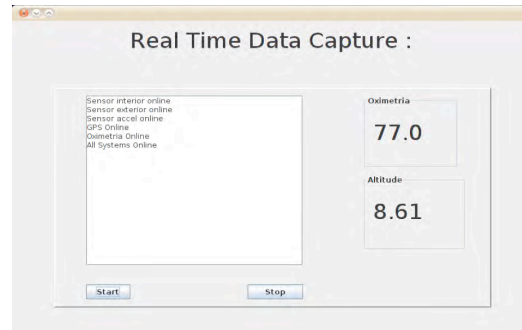 Real Time Data Capture :
Sensor interior online
Sensor exterior online
Sensor accel online
GPS Online
Oximetria Online
All Systems Online
Oximetria
77.0
Altitude
8.61
Start
Stop